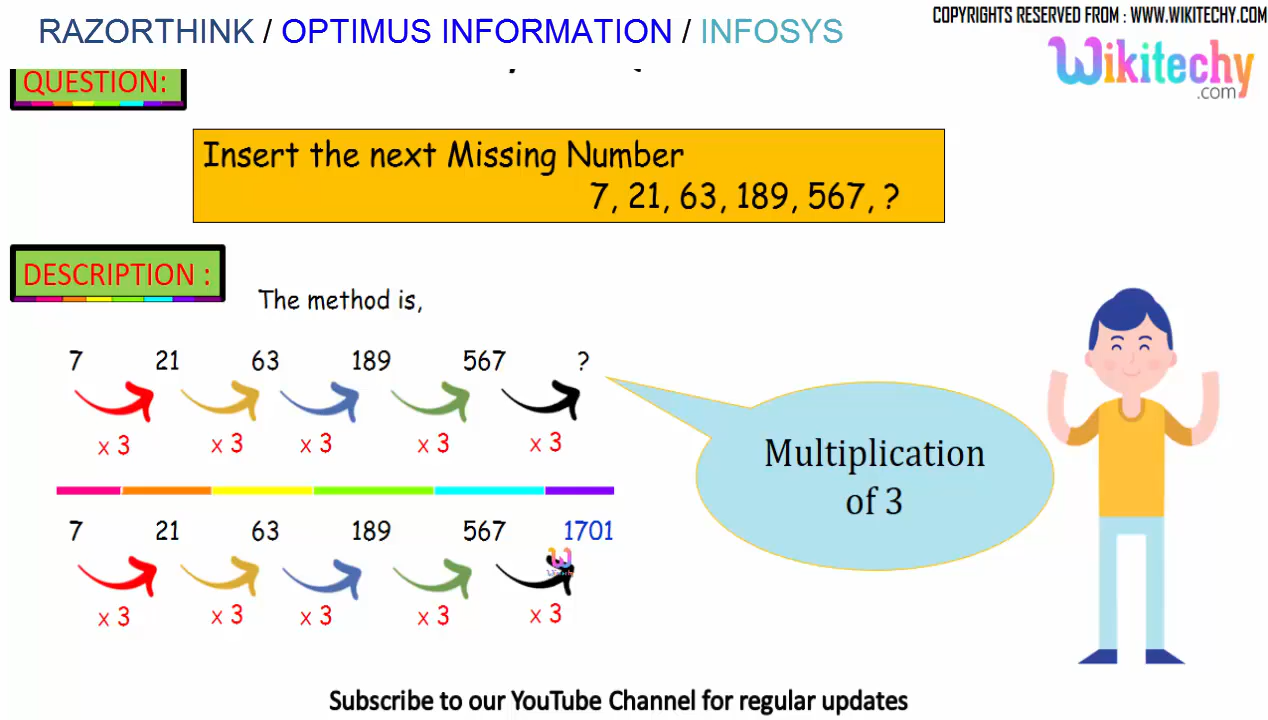 RAZORTHINK / OPTIMUS INFORMATION / INFOSYS
COPYRIGHTS RESERVED FROM : WWW.WIKITECHY.COM
Wikitechy
.com
QUESTION:
Insert the next Missing Number
7, 21, 63, 189, 567, ?
DESCRIPTION :
The method is,
7 21 63 189 567 ?
x 3 x 3 x 3 x 3 x 3
Multiplication
of 3
7 21 63 189 567 1701
x 3 x 3 x 3 x 3 x 3
Subscribe to our YouTube Channel for regular updates